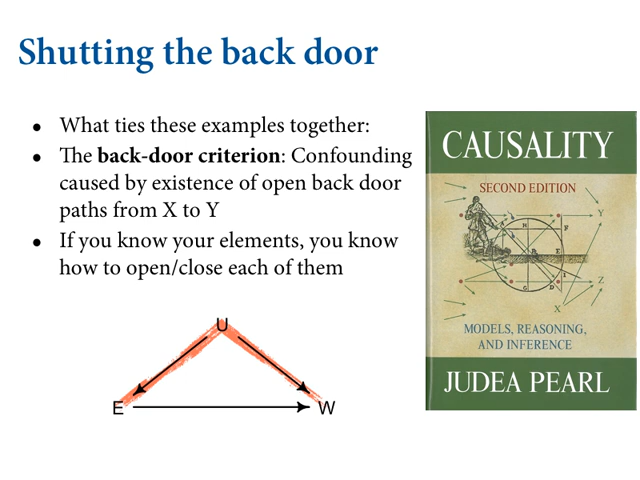 Shutting the back door
• What ties these examples together:
• The back-door criterion: Confounding
caused by existence of open back door
paths from X to Y
• If you know your elements, you know
how to open/close each of them
U
E
W
CAUSALITY
SECOND EDITION
Y
Z
X
MODELS, REASONING,
AND INFERENCE
JUDEA PEARL